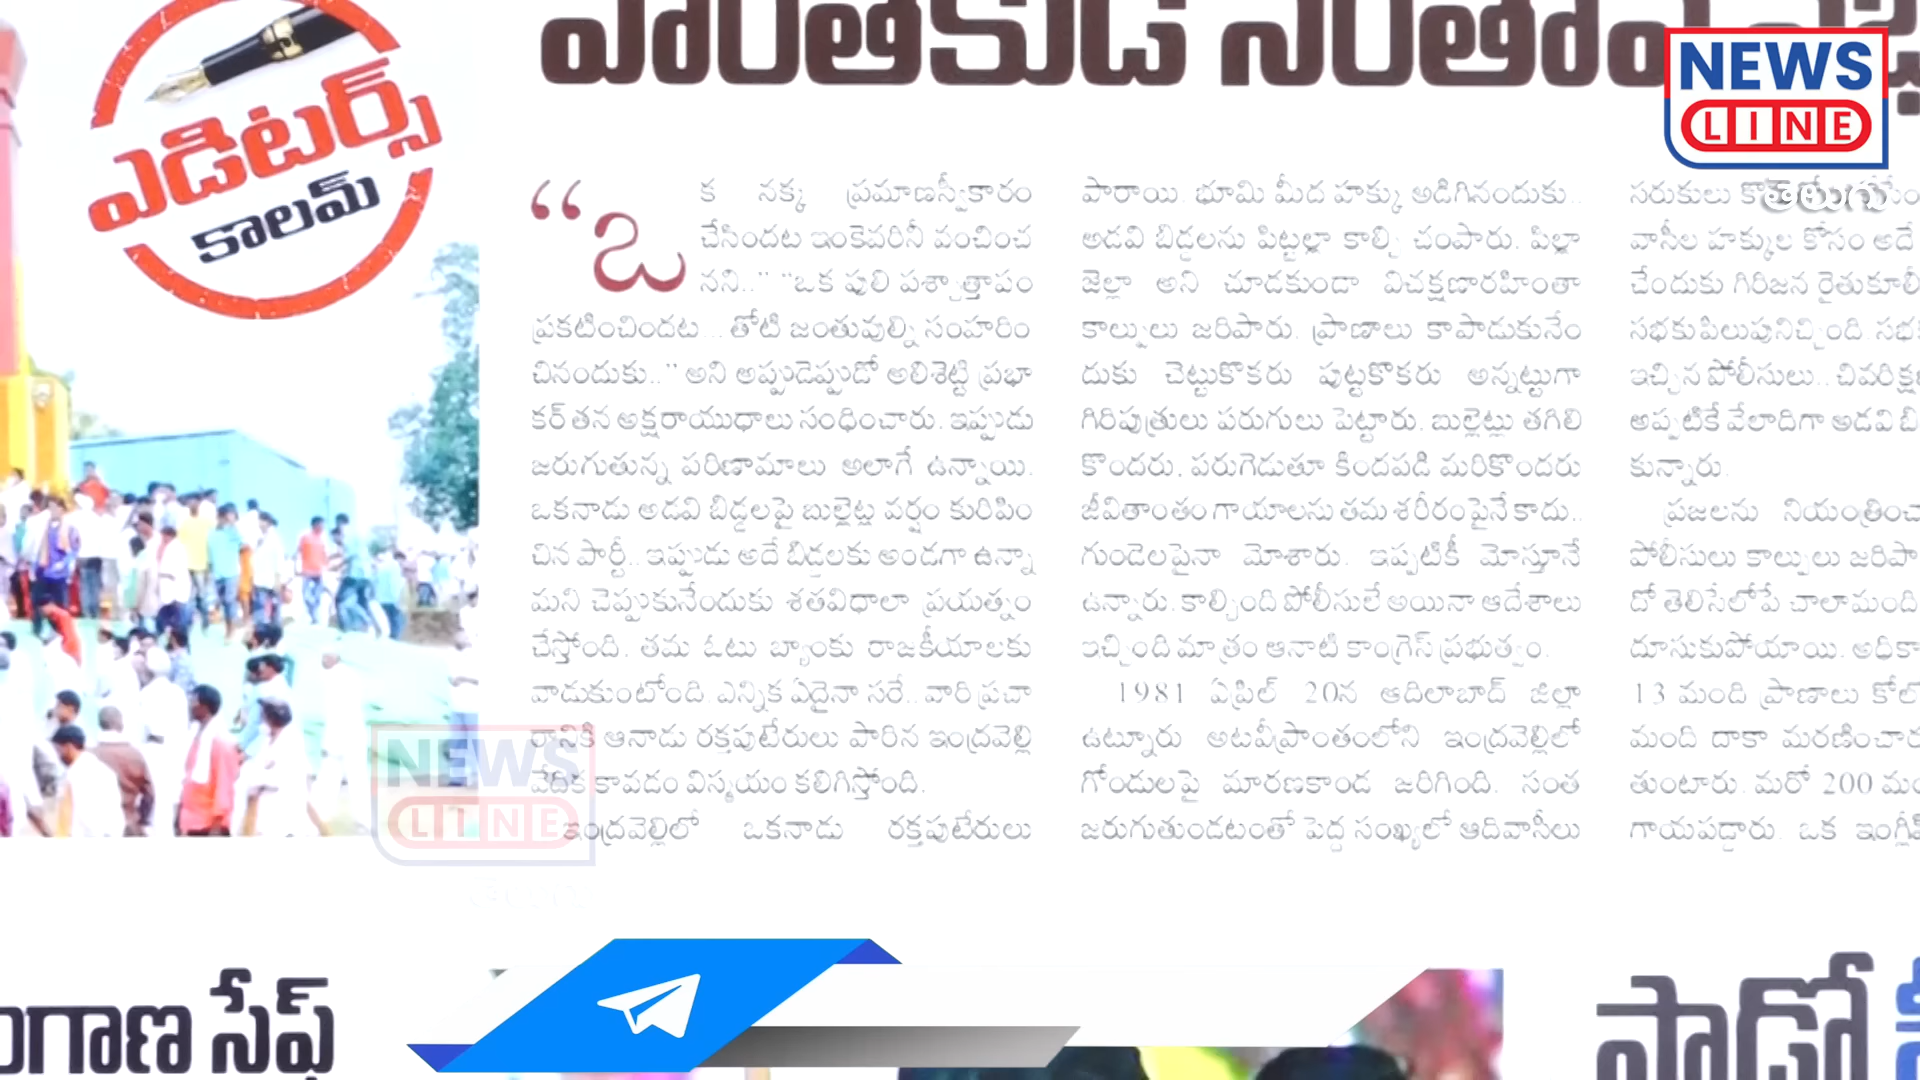 ఎడిటర్స్
కాలమ్
NEWS
LINE
తెలుగు
“ఒ
క నక్క ప్రమాణస్వీకారం
చేసిందట ఇంకెవరినీ వంచించ
నని..” “ఒక పులి పశ్చాత్తాపం
ప్రకటించిందట... తోటి జంతువుల్ని సంహరిం
చినందుకు..” అని అప్పుడెప్పుడో అలిశెట్టి ప్రభా
కర్ తన అక్షరాయుధాలు సంధించారు. ఇప్పుడు
జరుగుతున్న పరిణామాలు అలాగే ఉన్నాయి.
ఒకనాడు అడవి బిడ్డలపై బుల్లెట్ల వర్షం కురిపిం
చిన పార్టీ.. ఇప్పుడు అదే బిడ్డలకు అండగా ఉన్నా
మని చెప్పుకునేందుకు శతవిధాలా ప్రయత్నం
చేస్తోంది. తమ ఓటు బ్యాంకు రాజకీయాలకు
వాడుకుంటోంది. ఎన్నిక ఏదైనా సరే.. వారి ప్రచా
రానికి ఆనాడు రక్తపుటేరులు పారిన ఇంద్రవెల్లి
వేదిక కావడం విస్మయం కలిగిస్తోంది.
ఇంద్రవెల్లిలో ఒకనాడు రక్తపుటేరులు
పారాయి. భూమి మీద హక్కు అడిగినందుకు..
అడవి బిడ్డలను పిట్టల్లా కాల్చి చంపారు. పిల్లా
జెల్లా అని చూడకుండా విచక్షణారహింతా
కాల్పులు జరిపారు. ప్రాణాలు కాపాడుకునేం
దుకు చెట్టుకొకరు పుట్టకొకరు అన్నట్టుగా
గిరిపుత్రులు పరుగులు పెట్టారు. బుల్లెట్లు తగిలి
కొందరు. పరుగెడుతూ కిందపడి మరికొందరు
జీవితాంతం గాయాలను తమ శరీరంపైనే కాదు..
గుండెలపైనా మోశారు. ఇప్పటికీ మోస్తూనే
ఉన్నారు. కాల్చింది పోలీసులే అయినా ఆదేశాలు
ఇచ్చింది మాత్రం ఆనాటి కాంగ్రెస్ ప్రభుత్వం.
1981 ఏప్రిల్ 20న ఆదిలాబాద్ జిల్లా
ఉట్నూరు అటవీప్రాంతంలోని ఇంద్రవెల్లిలో
గోండులపై మారణకాండ జరిగింది. సంత
జరుగుతుండటంతో పెద్ద సంఖ్యలో ఆదివాసీలు
సరుకులు
వాసీల హక్కుల కోసం అదే
చేందుకు గిరిజన రైతుకూలీ
సభకు పిలుపునిచ్చింది. సభ
ఇచ్చిన పోలీసులు.. చివరిక్ష
అప్పటికే వేలాదిగా అడవి బి
కున్నారు.
ప్రజలను నియంత్రించా
పోలీసులు కాల్పులు జరిపా
దో తెలిసేలోపే చాలామంది
దూసుకుపోయాయి. అధికా
13 మంది ప్రాణాలు కోల్
మంది దాకా మరణించార
తుంటారు. మరో 200 మం
గాయపడ్డారు. ఒక ఇంగ్లీష్
NEWS
LINE
ంగాణ సేఫ్